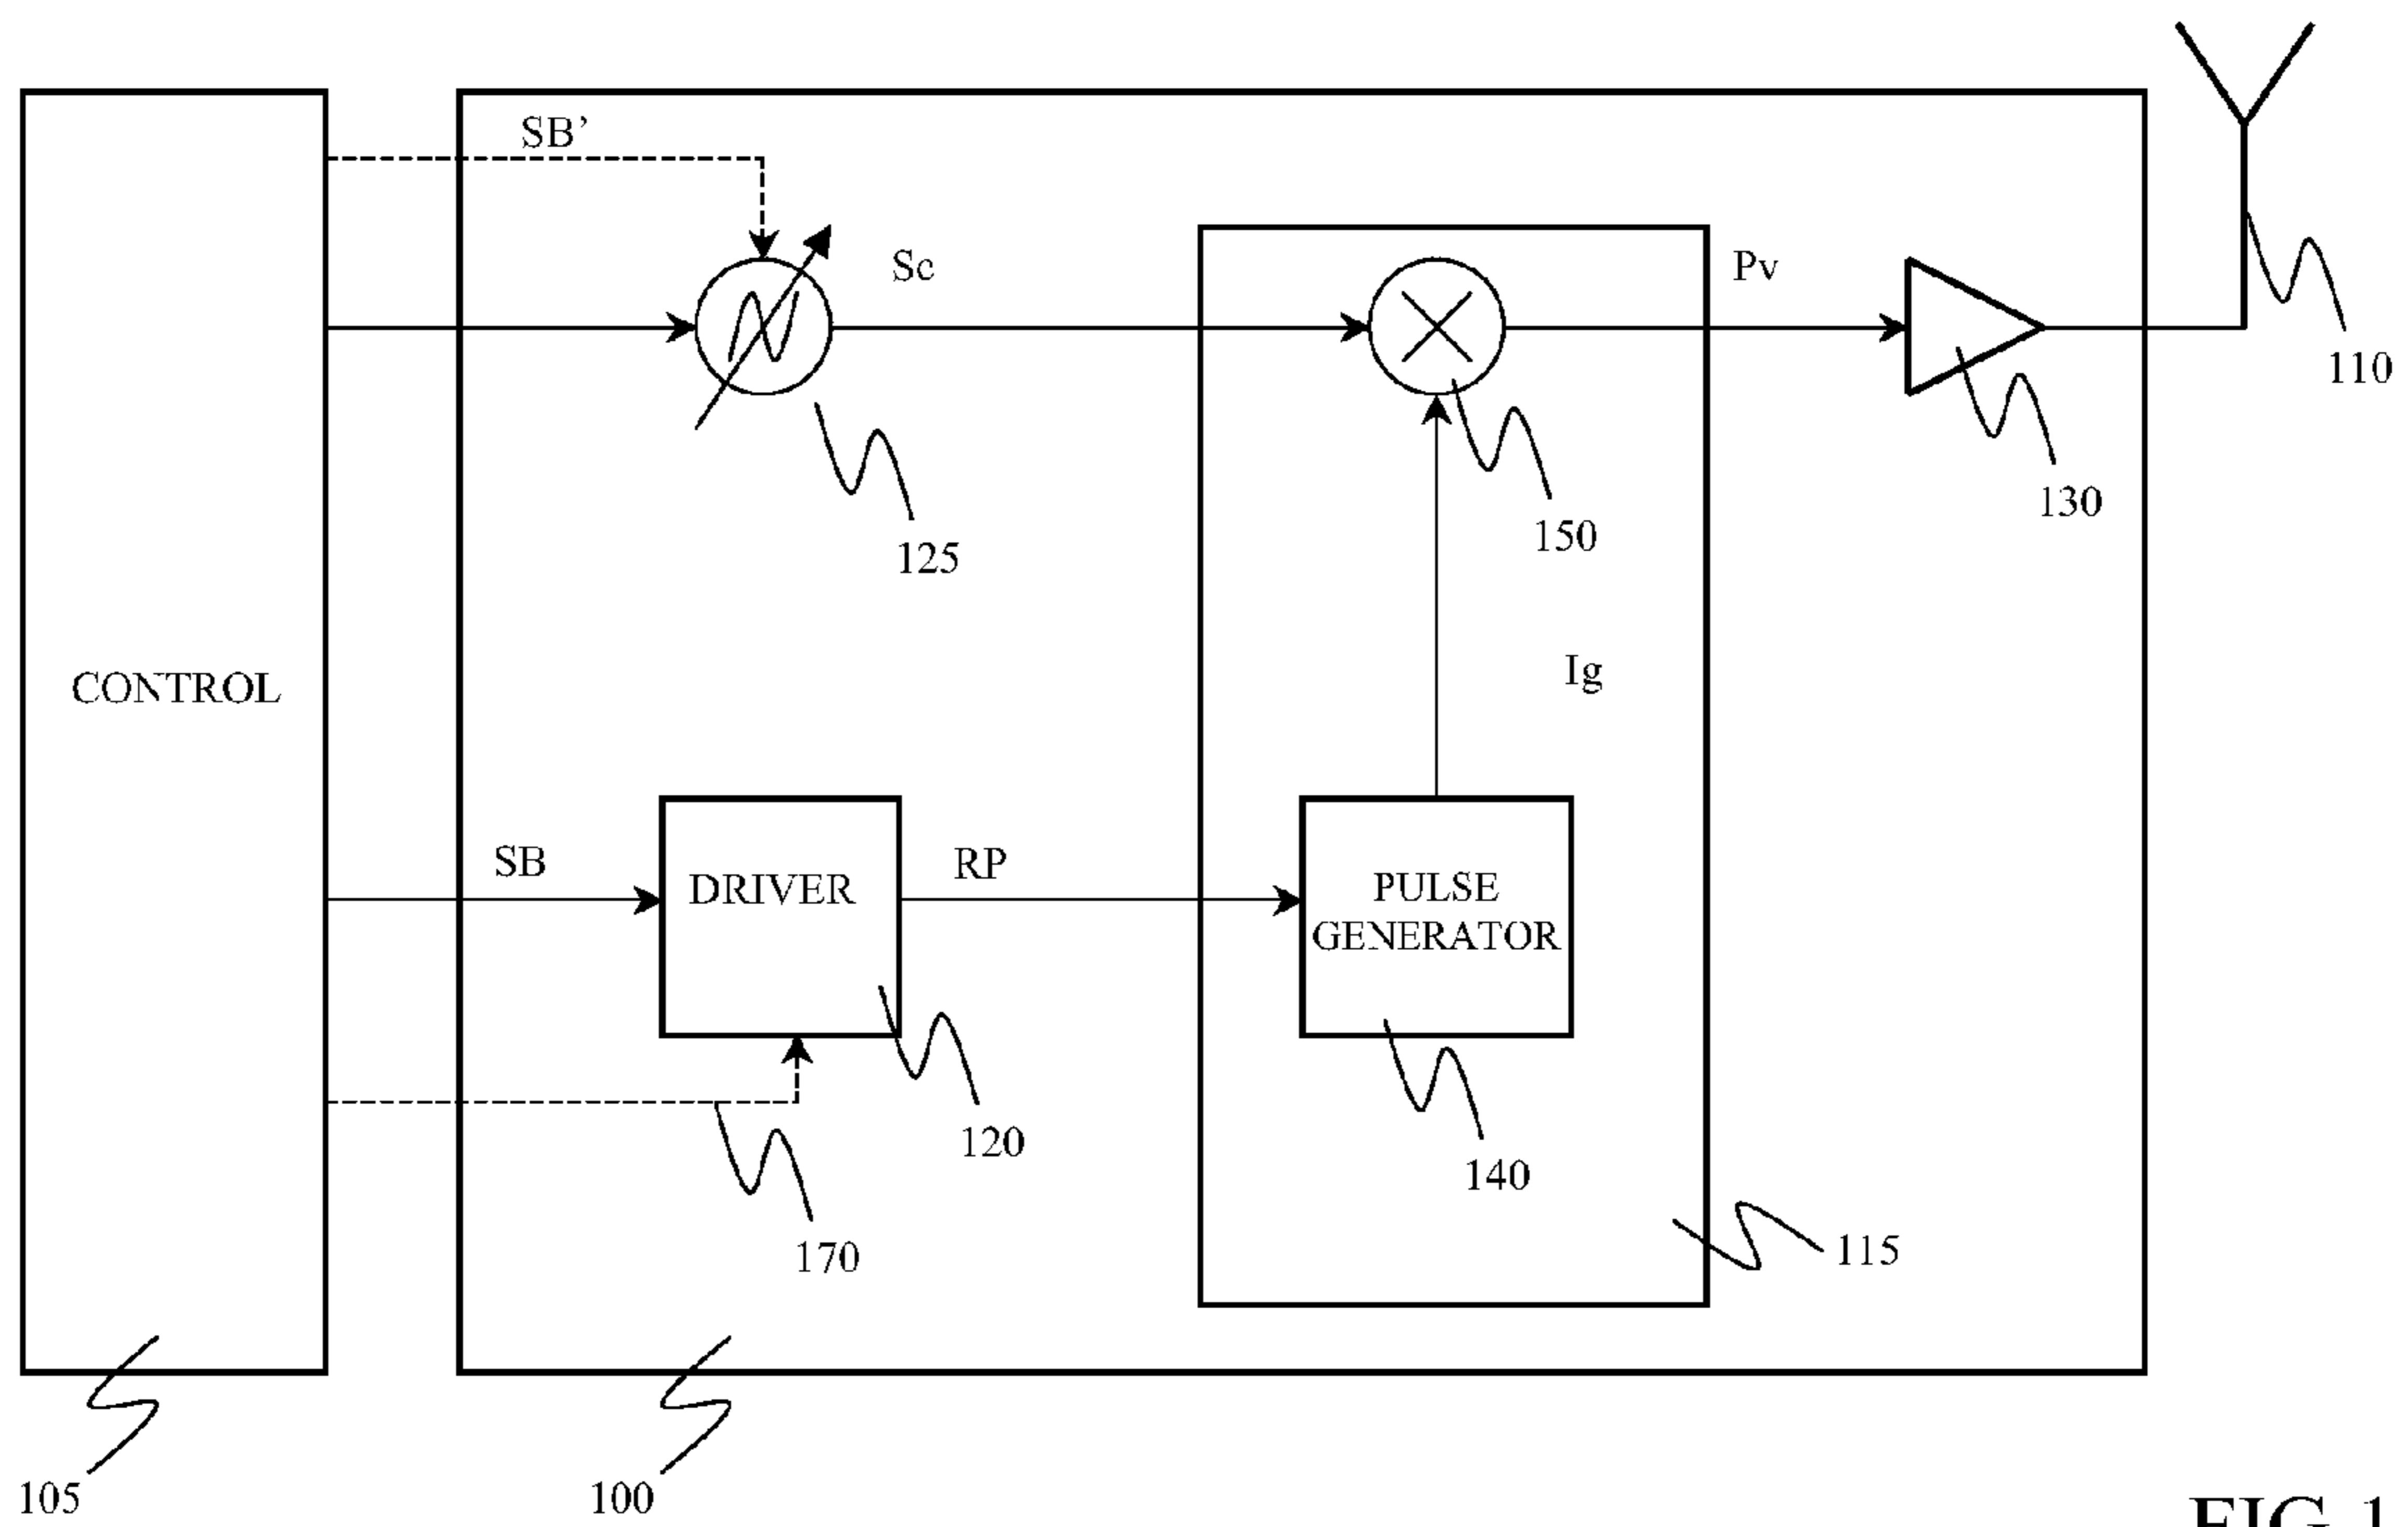 SB’
Sc
Pv
110
130
150
125
CONTROL
Ig
SB
DRIVER
RP
PULSE
GENERATOR
120
140
170
115
105
100
FIG 1